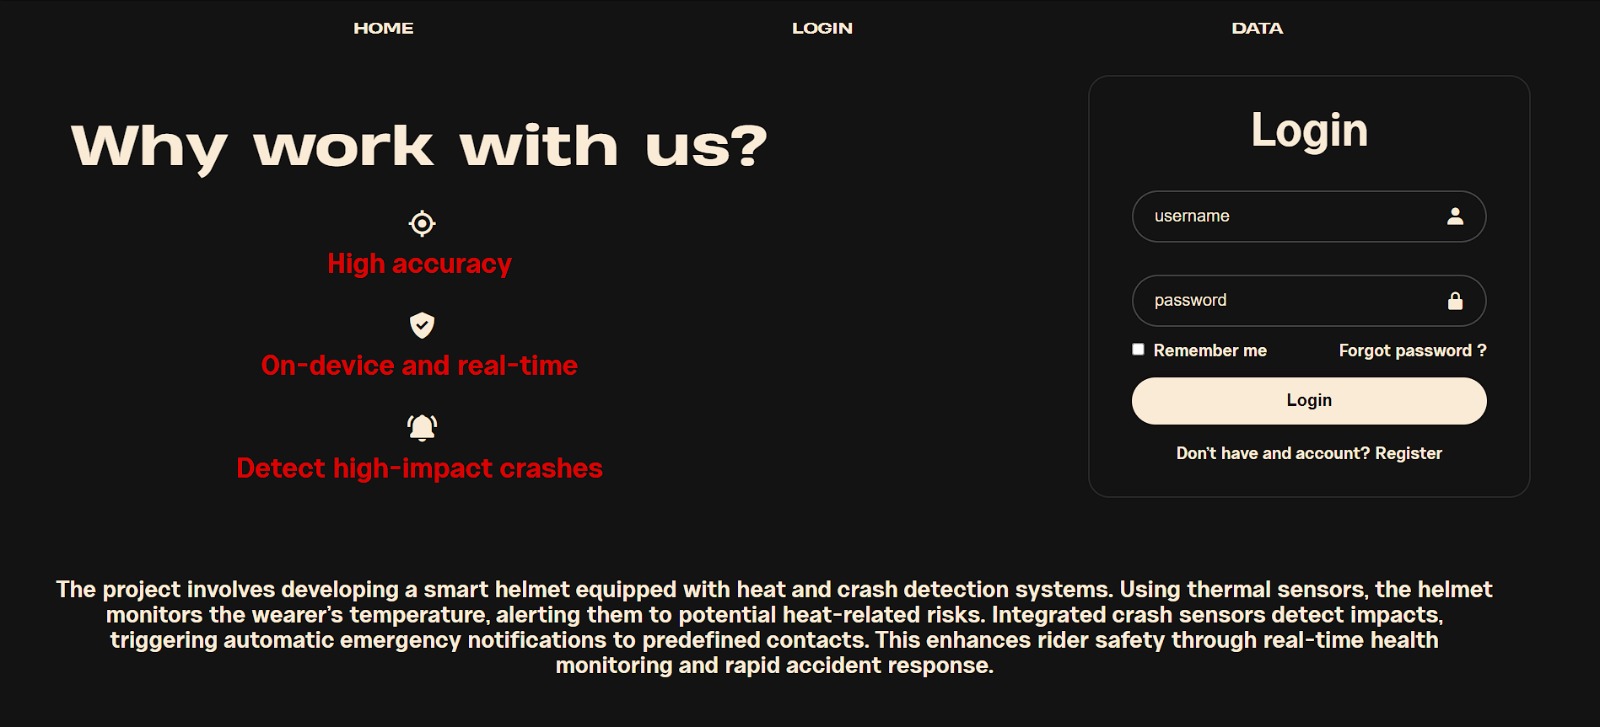 HOME
LOGIN
DATA
Why work with us?
High accuracy
On-device and real-time
Detect high-impact crashes
Login
username
password
Remember me
Forgot password ?
Login
Don't have and account? Register
The project involves developing a smart helmet equipped with heat and crash detection systems. Using thermal sensors, the helmet
monitors the wearer’s temperature, alerting them to potential heat-related risks. Integrated crash sensors detect impacts,
triggering automatic emergency notifications to predefined contacts. This enhances rider safety through real-time health
monitoring and rapid accident response.